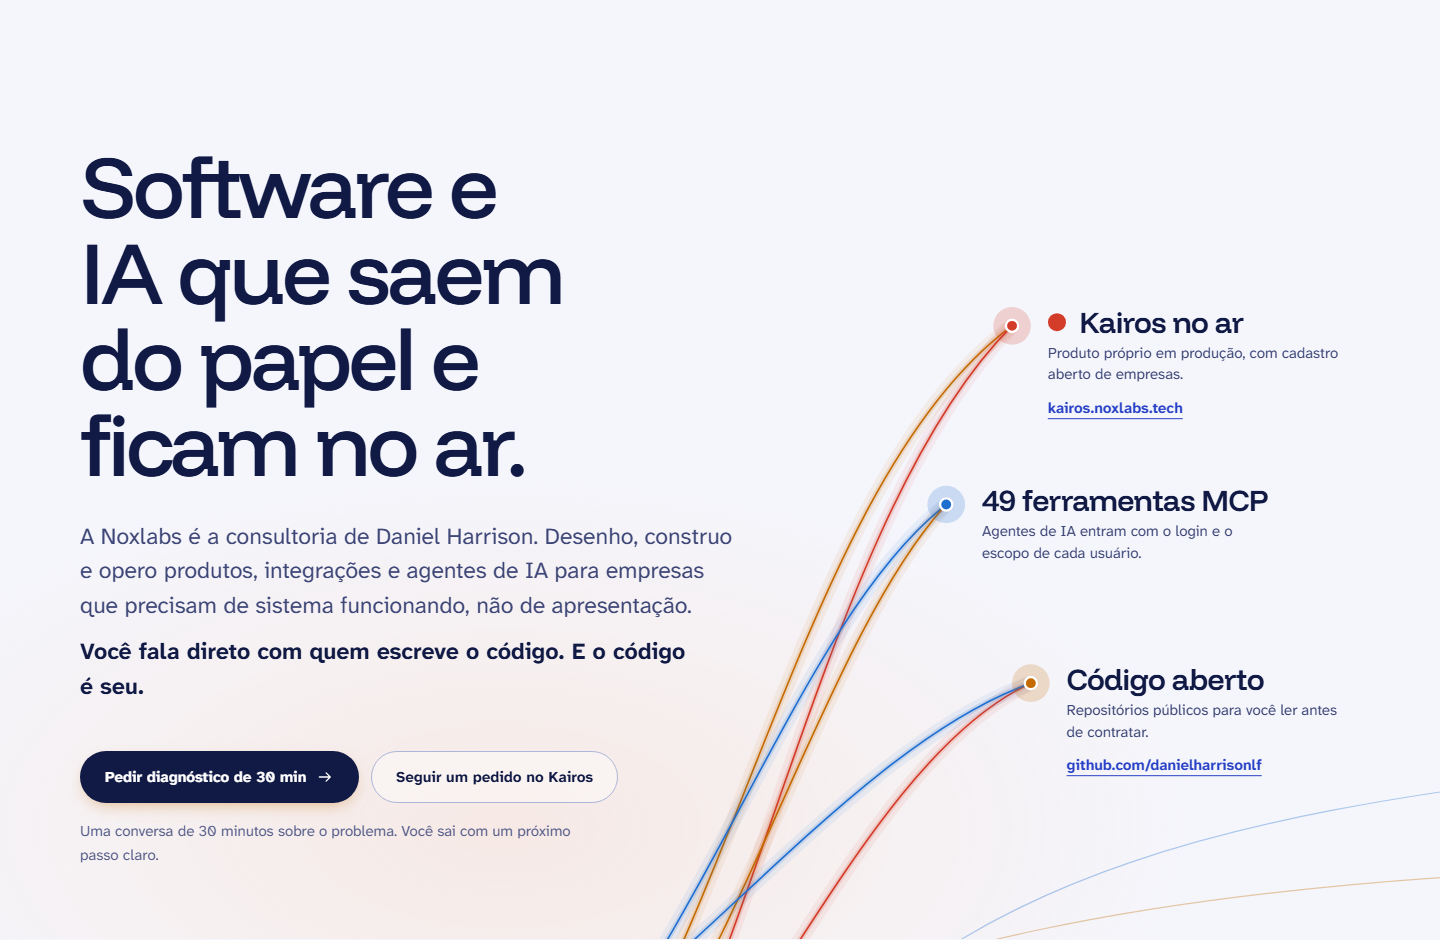 Software e
IA que saem
do papel e
ficam no ar.
A Noxlabs é a consultoria de Daniel Harrison. Desenho, construo
e opero produtos, integrações e agentes de IA para empresas
que precisam de sistema funcionando, não de apresentação.
Você fala direto com quem escreve o código. E o código
é seu.
Pedir diagnóstico de 30 min →
Seguir um pedido no Kairos
Uma conversa de 30 minutos sobre o problema. Você sai com um próximo
passo claro.
Kairos no ar
Produto próprio em produção, com cadastro
aberto de empresas.
kairos.noxlabs.tech
49 ferramentas MCP
Agentes de IA entram com o login e o
escopo de cada usuário.
Código aberto
Repositórios públicos para você ler antes
de contratar.
github.com/danielharrisonlf